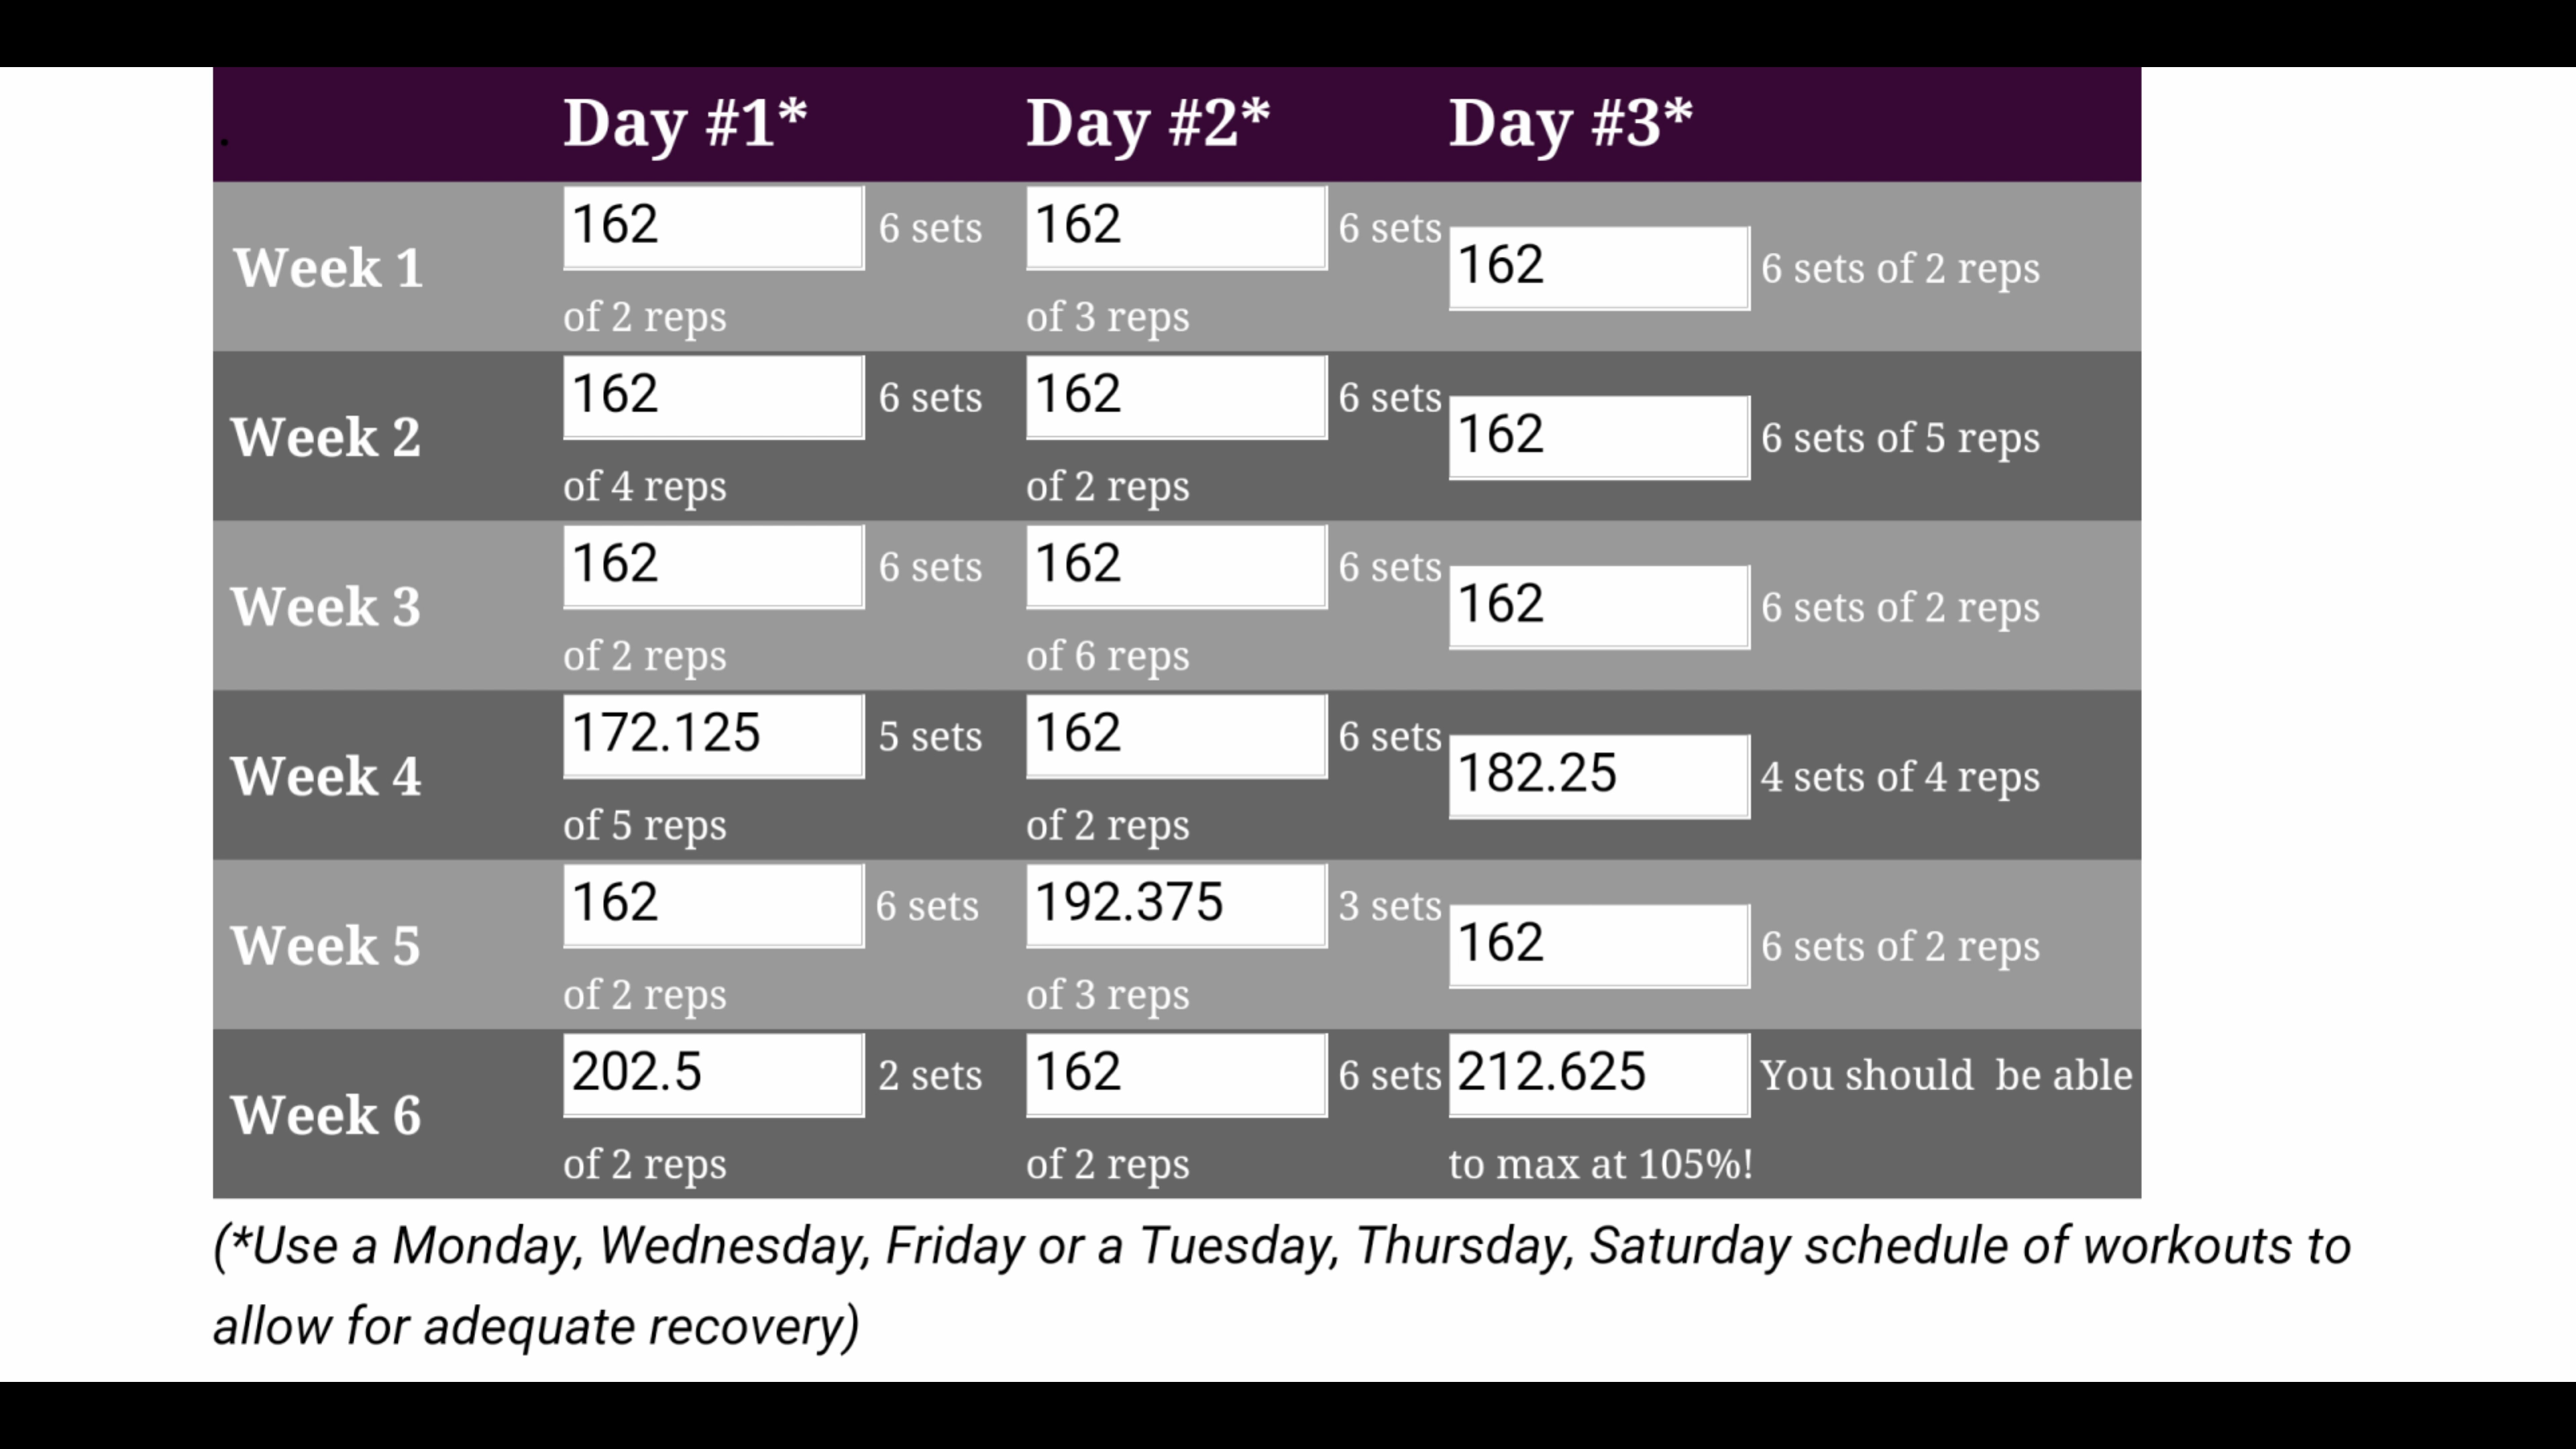 . Day #1* Day #2* Day #3*
Week 1 162 6 sets of 2 reps 162 6 sets of 3 reps 162 6 sets of 2 reps
Week 2 162 6 sets of 4 reps 162 6 sets of 2 reps 162 6 sets of 5 reps
Week 3 162 6 sets of 2 reps 162 6 sets of 6 reps 162 6 sets of 2 reps
Week 4 172.125 5 sets of 5 reps 162 6 sets of 2 reps 182.25 4 sets of 4 reps
Week 5 162 6 sets of 2 reps 192.375 3 sets of 3 reps 162 6 sets of 2 reps
Week 6 202.5 2 sets of 2 reps 162 6 sets of 2 reps 212.625 You should be able to max at 105%!
(*Use a Monday, Wednesday, Friday or a Tuesday, Thursday, Saturday schedule of workouts to
allow for adequate recovery)